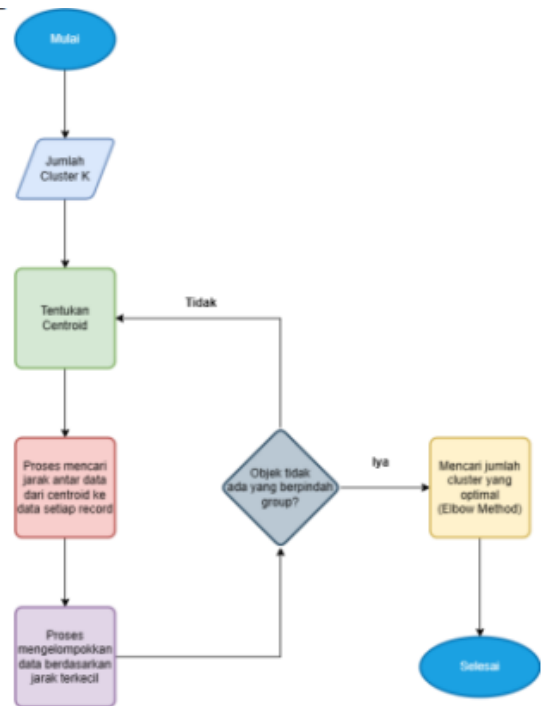 Mulai
Jumlah
Cluster K
Tentukan
Centroid
Tidak
Proses mencari
jarak antar data
dari centroid ke
data setiap record
Proses
mengelompokkan
data berdasarkan
jarak terkecil
Objek tidak
ada yang berpindah
group?
Iya
Mencari jumlah
cluster yang
optimal
(Elbow Method)
Selesai